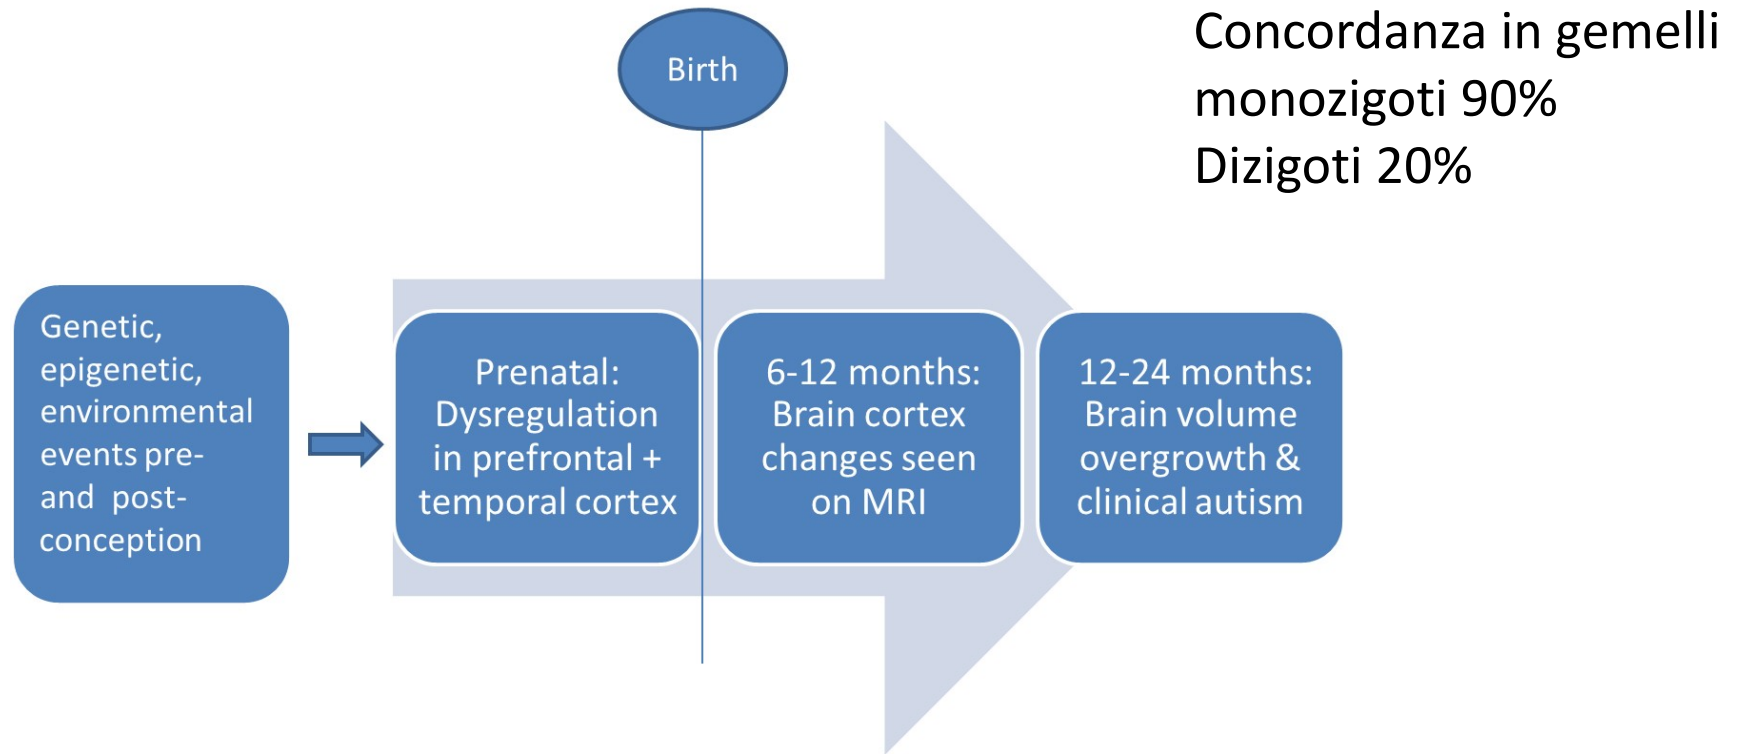 Birth
Concordanza in gemelli
monozigoti 90%
Dizigoti 20%
Genetic,
epigenetic,
environmental
events pre-
and post-
conception
Prenatal:
Dysregulation
in prefrontal +
temporal cortex
6-12 months:
Brain cortex
changes seen
on MRI
12-24 months:
Brain volume
overgrowth &
clinical autism